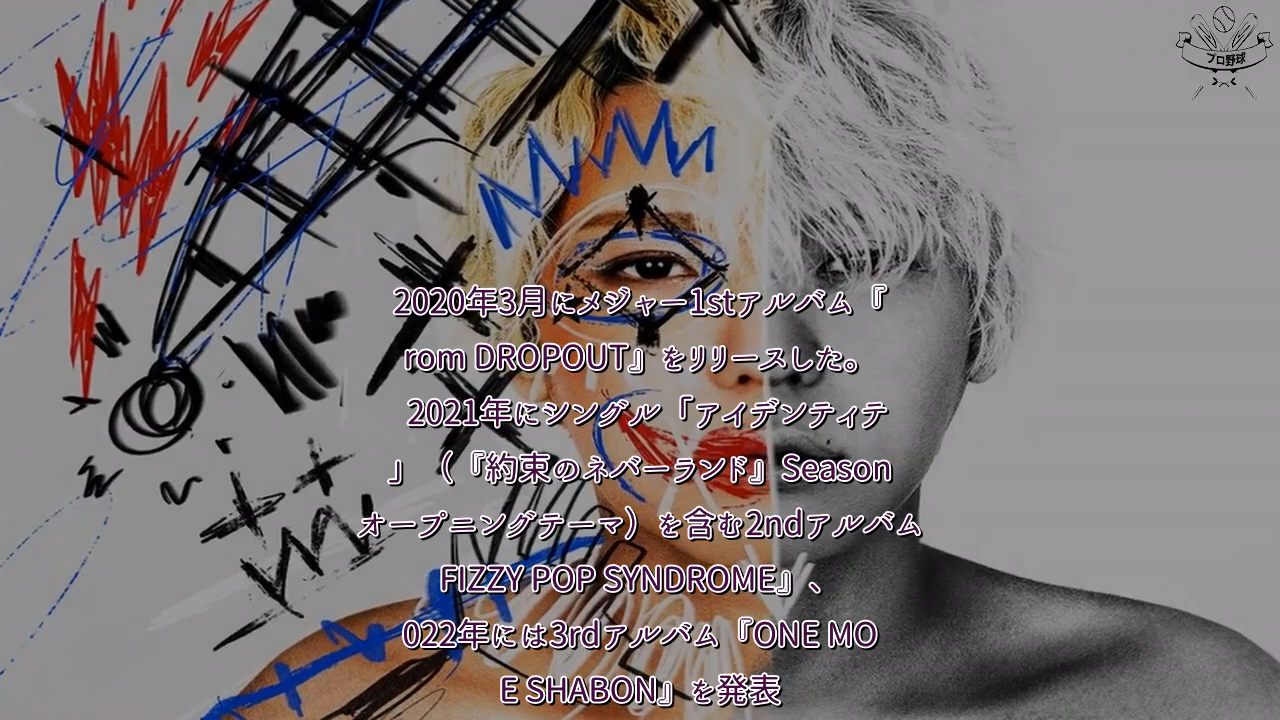 プロ野球
2020年3月にメジャー1stアルバム『
rom DROPOUT』をリリースした。
2021年にシングル「アイデンティテ
」（『約束のネバーランド』Season
オープニングテーマ）を含む2ndアルバム
FIZZY POP SYNDROME』、
022年には3rdアルバム『ONE MO
E SHABON』を発表